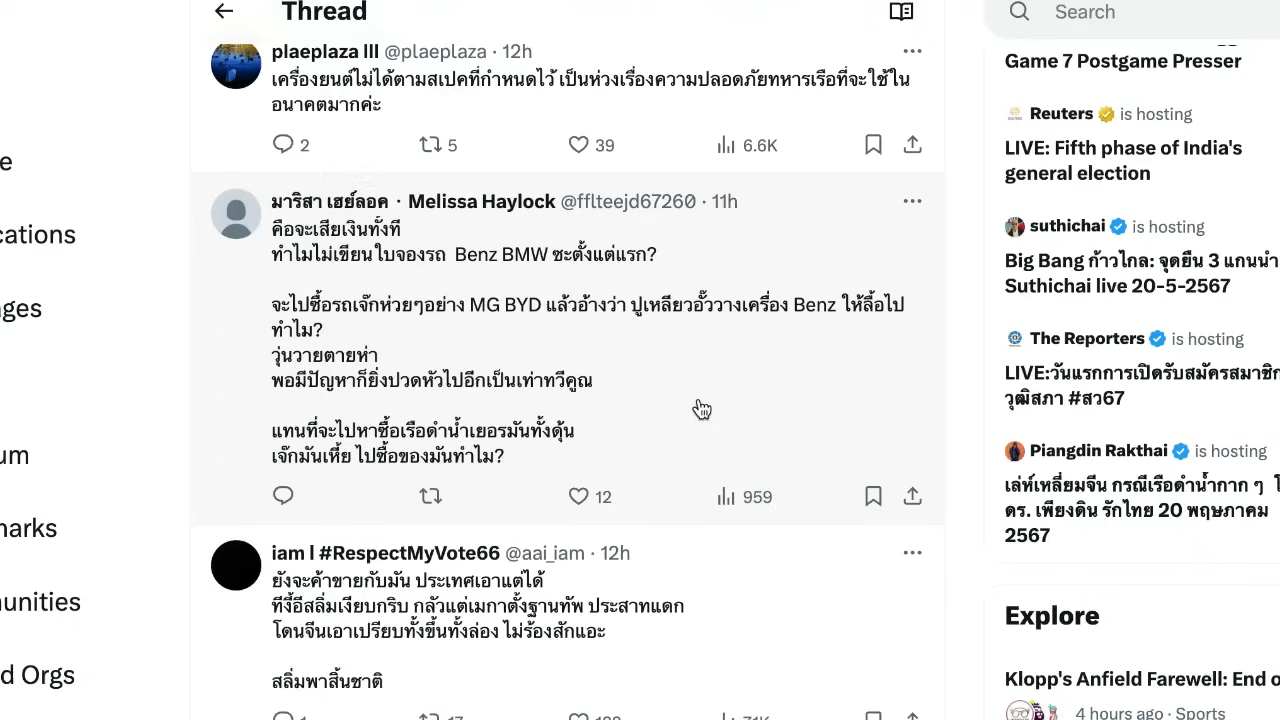 Thread
Search
plaeplaza lll @plaeplaza · 12h
เครื่องยนต์ไม่ได้ตามสเปคที่กำหนดไว้ เป็นห่วงเรื่องความปลอดภัยทหารเรือที่จะใช้ใน
อนาคตมากค่ะ
2 5 39 6.6K
มาริสา เฮย์ลอค · Melissa Haylock @fflteejd67260 · 11h
คือจะเสียเงินทั้งที
ทำไมไม่เขียนใบจองรถ Benz BMW ซะตั้งแต่แรก?
จะไปซื้อรถเจ๊กห่วยๆอย่าง MG BYD แล้วอ้างว่า ปูเหลียวอั๊ววางเครื่อง Benz ให้ลื้อไป
ทำไม?
วุ่นวายตายห่า
พอมีปัญหาก็ยิ่งปวดหัวไปอีกเป็นเท่าทวีคูณ
แทนที่จะไปหาซื้อเรือดำน้ำเยอรมันทั้งดุ้น
เจ๊กมันเหี้ย ไปซื้อของมันทำไม?
12 959
iam l #RespectMyVote66 @aai_iam · 12h
ยังจะค้าขายกับมัน ประเทศเอาแต่ได้
ทีงี้อีสลิ่มเงียบกริบ กลัวแต่เมกาตั้งฐานทัพ ประสาทแดก
โดนจีนเอาเปรียบทั้งขึ้นทั้งล่อง ไม่ร้องสักแอะ
สลิ่มพาสิ้นชาติ
e
cations
ges
um
narks
unities
d Orgs
Game 7 Postgame Presser
Reuters is hosting
LIVE: Fifth phase of India's
general election
suthichai is hosting
Big Bang ก้าวไกล: จุดยืน 3 แกนนำ
Suthichai live 20-5-2567
The Reporters is hosting
LIVE:วันแรกการเปิดรับสมัครสมาชิก
วุฒิสภา #สว67
Piangdin Rakthai is hosting
เล่ห์เหลี่ยมจีน กรณีเรือดำน้ำกาก ๆ
ดร. เพียงดิน รักไทย 20 พฤษภาคม
2567
Explore
Klopp's Anfield Farewell: End o
4 hours ago · Sports